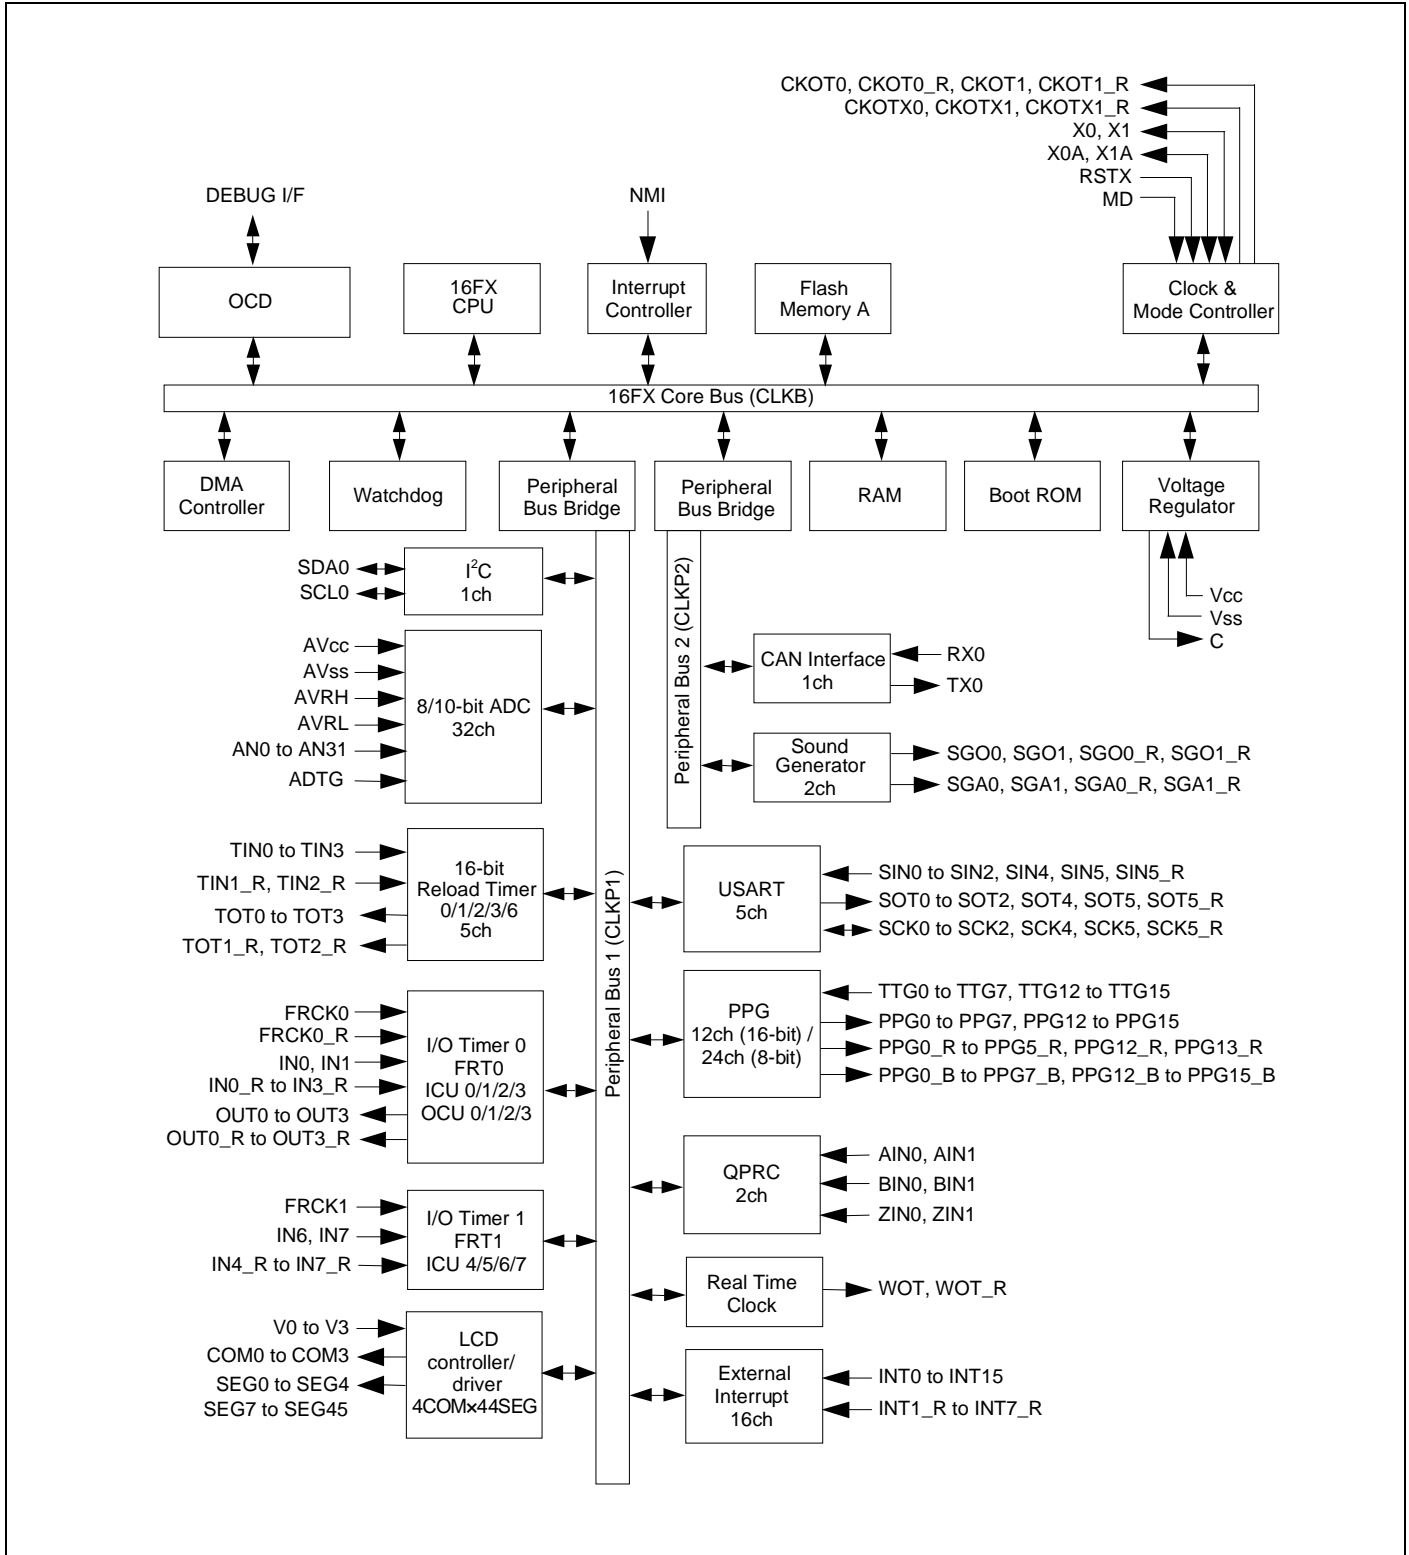 CKOT0, CKOT0_R, CKOT1, CKOT1_R
CKOTX0, CKOTX1, CKOTX1_R
X0, X1
X0A, X1A
RSTX
MD
DEBUG I/F
NMI
OCD
16FX
CPU
Interrupt
Controller
Flash
Memory A
Clock &
Mode Controller
16FX Core Bus (CLKB)
DMA
Controller
Watchdog
Peripheral
Bus Bridge
Peripheral
Bus Bridge
RAM
Boot ROM
Voltage
Regulator
Vcc
Vss
C
Peripheral Bus 1 (CLKP1)
Peripheral Bus 2 (CLKP2)
SDA0
SCL0
I²C
1ch
AVcc
AVss
AVRH
AVRL
AN0 to AN31
ADTG
8/10-bit ADC
32ch
TIN0 to TIN3
TIN1_R, TIN2_R
TOT0 to TOT3
TOT1_R, TOT2_R
16-bit
Reload Timer
0/1/2/3/6
5ch
FRCK0
FRCK0_R
IN0, IN1
IN0_R to IN3_R
OUT0 to OUT3
OUT0_R to OUT3_R
I/O Timer 0
FRT0
ICU 0/1/2/3
OCU 0/1/2/3
FRCK1
IN6, IN7
IN4_R to IN7_R
I/O Timer 1
FRT1
ICU 4/5/6/7
V0 to V3
COM0 to COM3
SEG0 to SEG4
SEG7 to SEG45
LCD
controller/
driver
4COM×44SEG
CAN Interface
1ch
RX0
TX0
Sound
Generator
2ch
SGO0, SGO1, SGO0_R, SGO1_R
SGA0, SGA1, SGA0_R, SGA1_R
USART
5ch
SIN0 to SIN2, SIN4, SIN5, SIN5_R
SOT0 to SOT2, SOT4, SOT5, SOT5_R
SCK0 to SCK2, SCK4, SCK5, SCK5_R
PPG
12ch (16-bit) /
24ch (8-bit)
TTG0 to TTG7, TTG12 to TTG15
PPG0 to PPG7, PPG12 to PPG15
PPG0_R to PPG5_R, PPG12_R, PPG13_R
PPG0_B to PPG7_B, PPG12_B to PPG15_B
QPRC
2ch
AIN0, AIN1
BIN0, BIN1
ZIN0, ZIN1
Real Time
Clock
WOT, WOT_R
External
Interrupt
16ch
INT0 to INT15
INT1_R to INT7_R